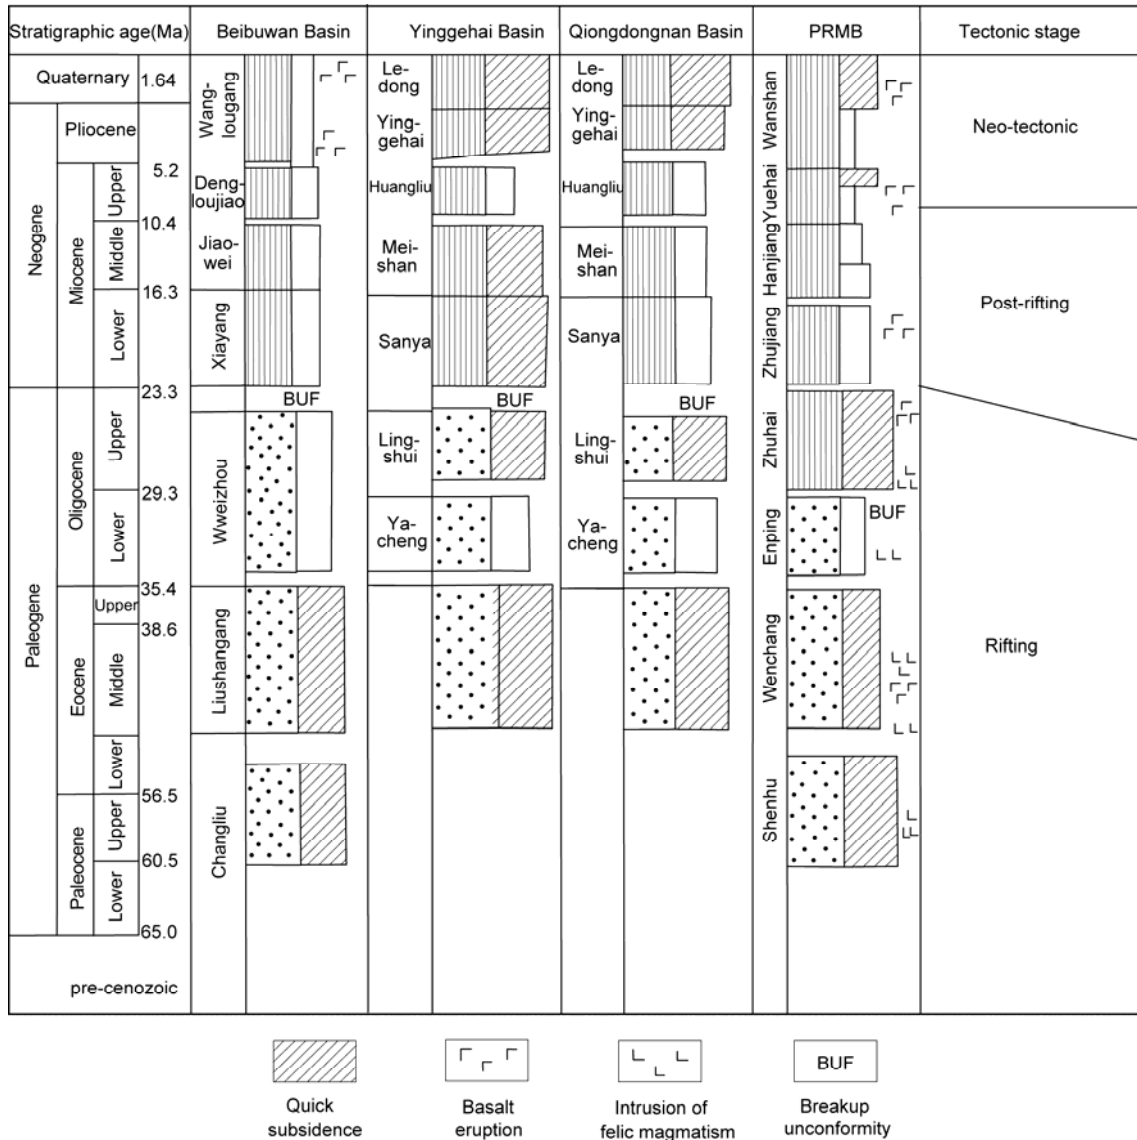 Stratigraphic age(Ma)
Beibuwan Basin
Yinggehai Basin
Qiongdongnan Basin
PRMB
Tectonic stage
Quaternary
Neogene
Paleogene
Pliocene
Miocene
Oligocene
Eocene
Paleocene
Upper
Middle
Lower
Upper
Lower
Upper
Middle
Lower
Upper
Lower
pre-cenozoic
1.64
5.2
10.4
16.3
23.3
29.3
35.4
38.6
56.5
60.5
65.0
Wang-
lougang
Deng-
loujiao
Jiao-
wei
Xiayang
BUF
Wweizhou
Liushangang
Changliu
Le-
dong
Ying-
gehai
Huangliu
Mei-
shan
Sanya
BUF
Ling-
shui
Ya-
cheng
Le-
dong
Ying-
gehai
Huangliu
Mei-
shan
Sanya
BUF
Ling-
shui
Ya-
cheng
Wanshan
Yuehai
Hanjiang
Zhujiang
Zhuhai
BUF
Enping
Wenchang
Shenhu
Neo-tectonic
Post-rifting
Rifting
BUF
Quick
subsidence
Basalt
eruption
Intrusion of
felic magmatism
Breakup
unconformity